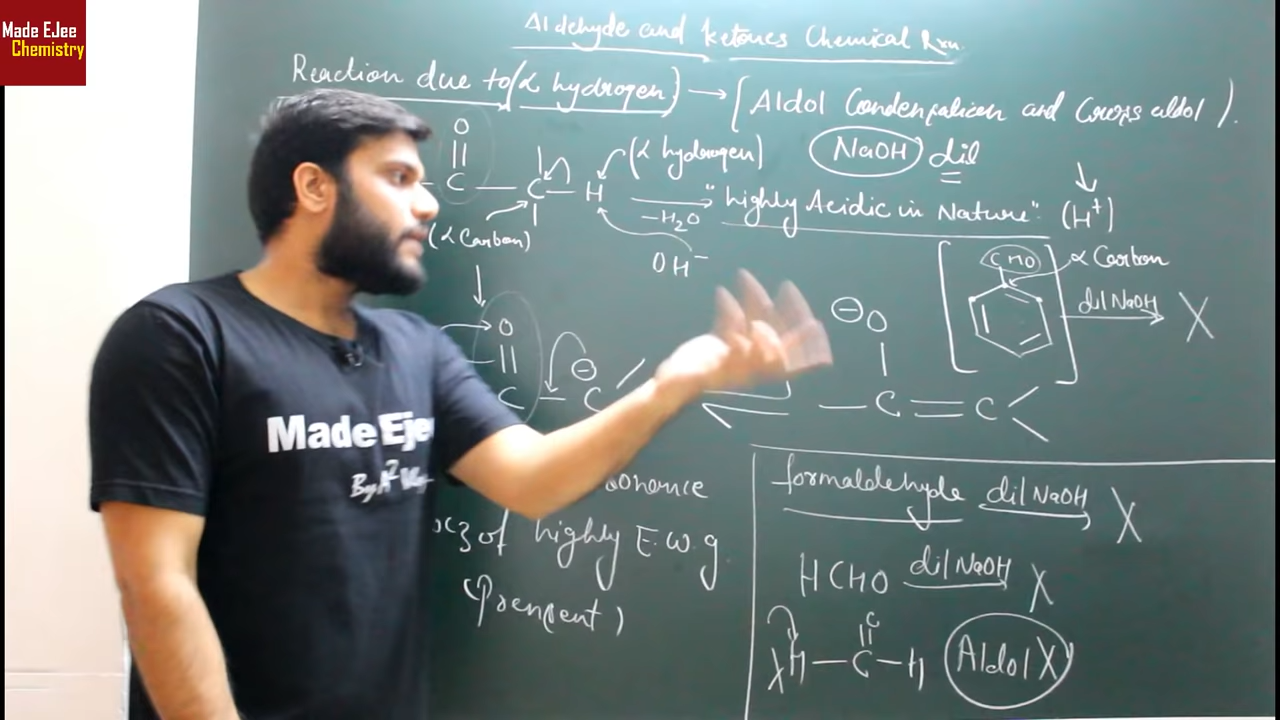 Made EJee
Chemistry
Aldehyde and ketones Chemical Rxn.
Reaction due to (α hydrogen) → [Aldol Condensation and Cross aldol).
O
||
C — C — H
(α hydrogen)
NaOH dil
−H₂O
"highly Acidic in Nature".
(H⁺)
(α Carbon)
OH⁻
CHO
α Carbon
dil NaOH X
O
||
C — C
⊖
⊖ O
— C = C
Made Ejee
of highly E.W.g
(Present)
formaldehyde dil NaOH X
HCHO dil NaOH X
X H — C — H
Aldol X